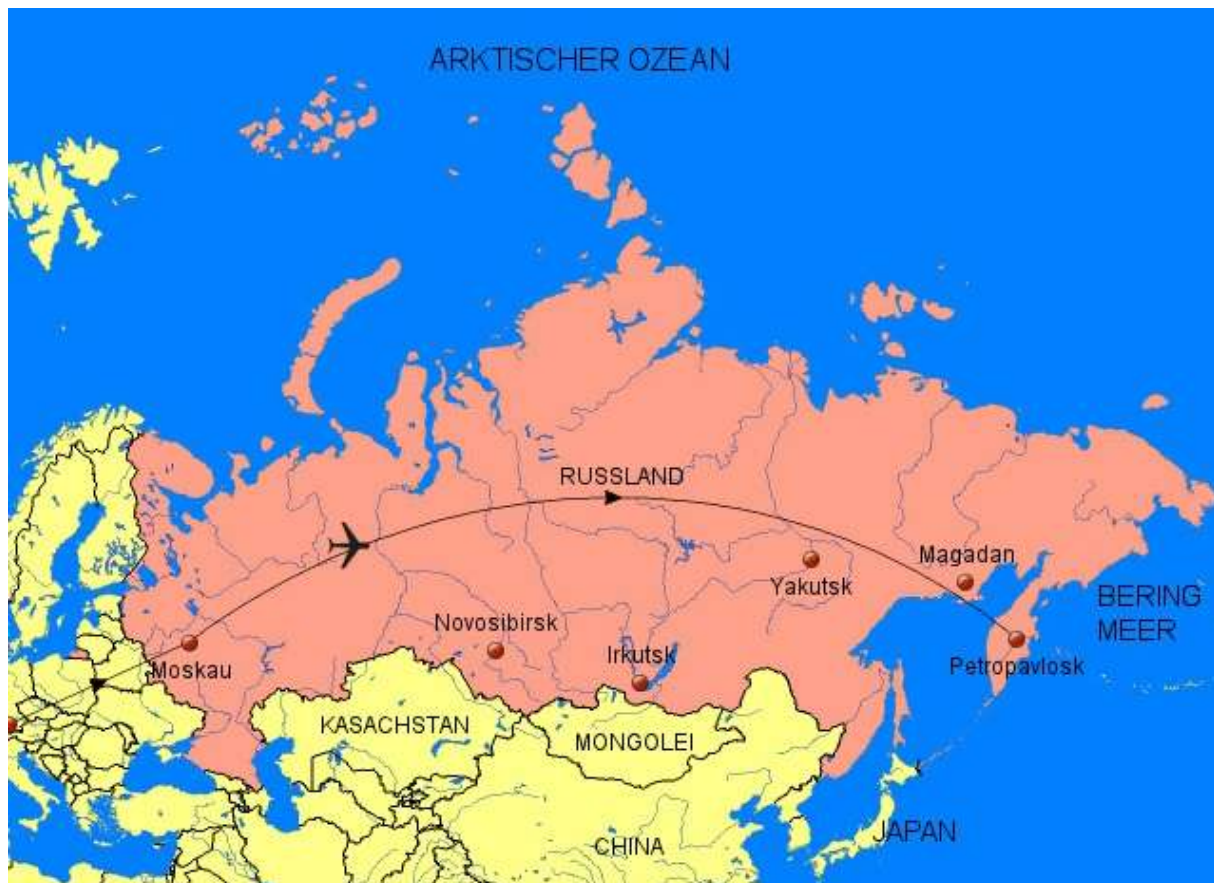 ARKTISCHER OZEAN
RUSSLAND
Magadan
Yakutsk
BERING
MEER
Novosibirsk
Irkutsk
Moskau
Petropavlosk
KASACHSTAN
MONGOLEI
JAPAN
CHINA